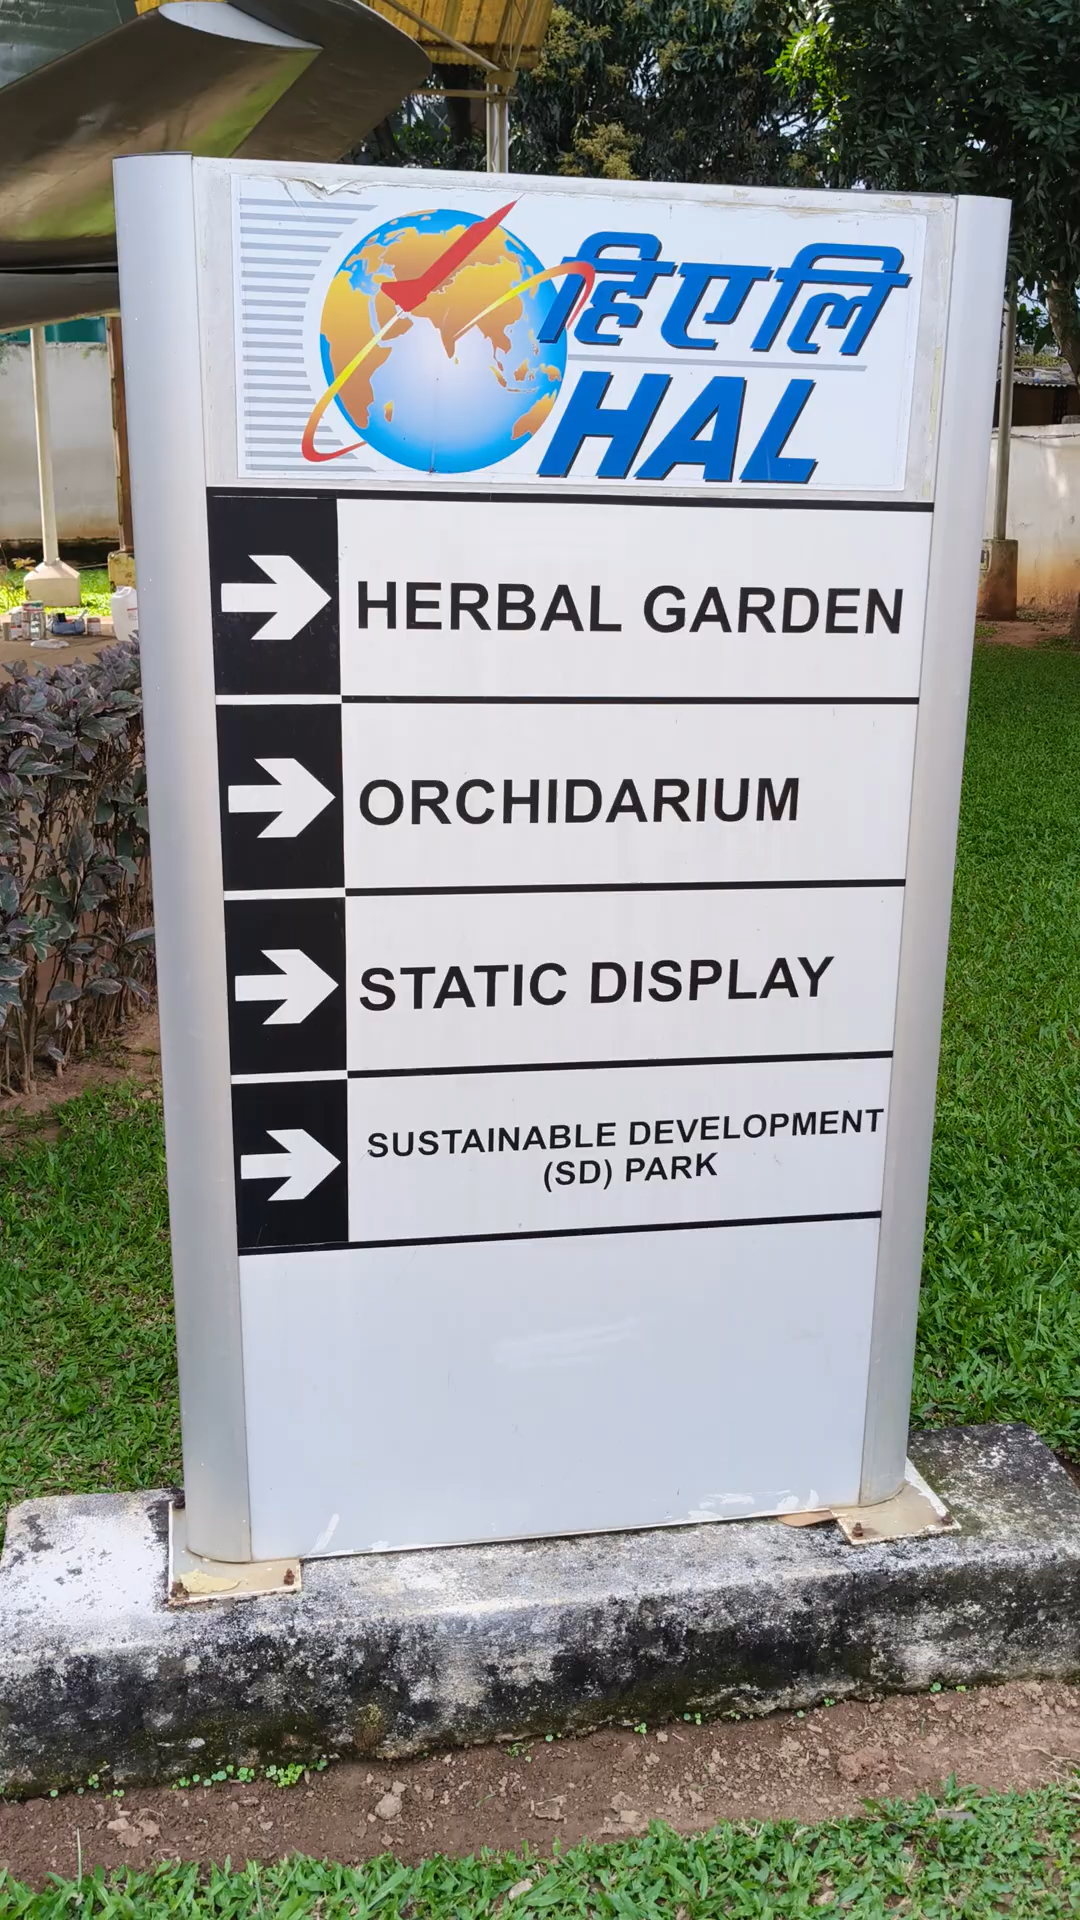 हिएलि
HAL
HERBAL GARDEN
ORCHIDARIUM
STATIC DISPLAY
SUSTAINABLE DEVELOPMENT
(SD) PARK